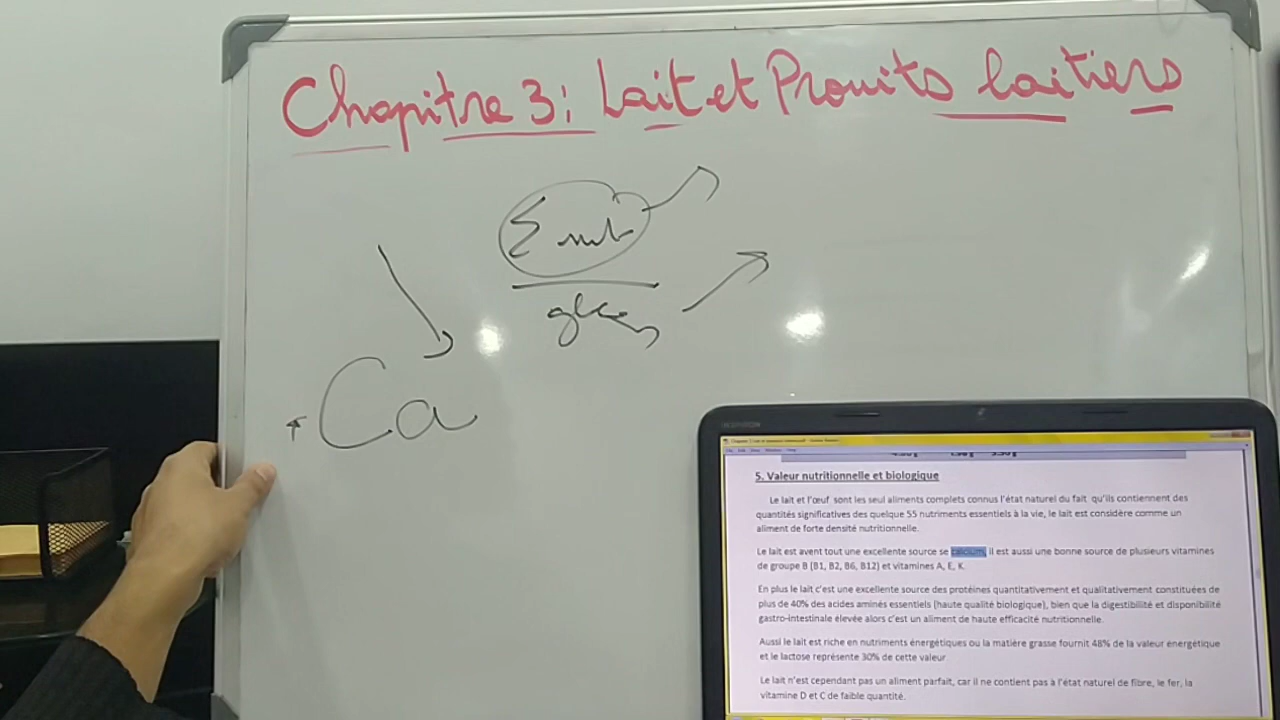 Chapitre 3: Lait et Prouits laitiers
Σ nut
Ca
5. Valeur nutritionnelle et biologique
Le lait et l'œuf sont les seul aliments complets connus l'état naturel du fait qu'ils contiennent des
quantités significatives des quelque 55 nutriments essentiels à la vie, le lait est considère comme un
aliment de forte densité nutritionnelle.
Le lait est avent tout une excellente source se calcium, il est aussi une bonne source de plusieurs vitamines
de groupe B (B1, B2, B6, B12) et vitamines A, E, K.
En plus le lait c'est une excellente source des protéines quantitativement et qualitativement constituées de
plus de 40% des acides aminés essentiels (haute qualité biologique), bien que la digestibilité et disponibilité
gastro-intestinale élevée alors c'est un aliment de haute efficacité nutritionnelle.
Aussi le lait est riche en nutriments énergétiques ou la matière grasse fournit 48% de la valeur energétique
et le lactose représente 30% de cette valeur
Le lait n'est cependant pas un aliment parfait, car il ne contient pas à l'état naturel de fibre, le fer, la
vitamine D et C de faible quantité.